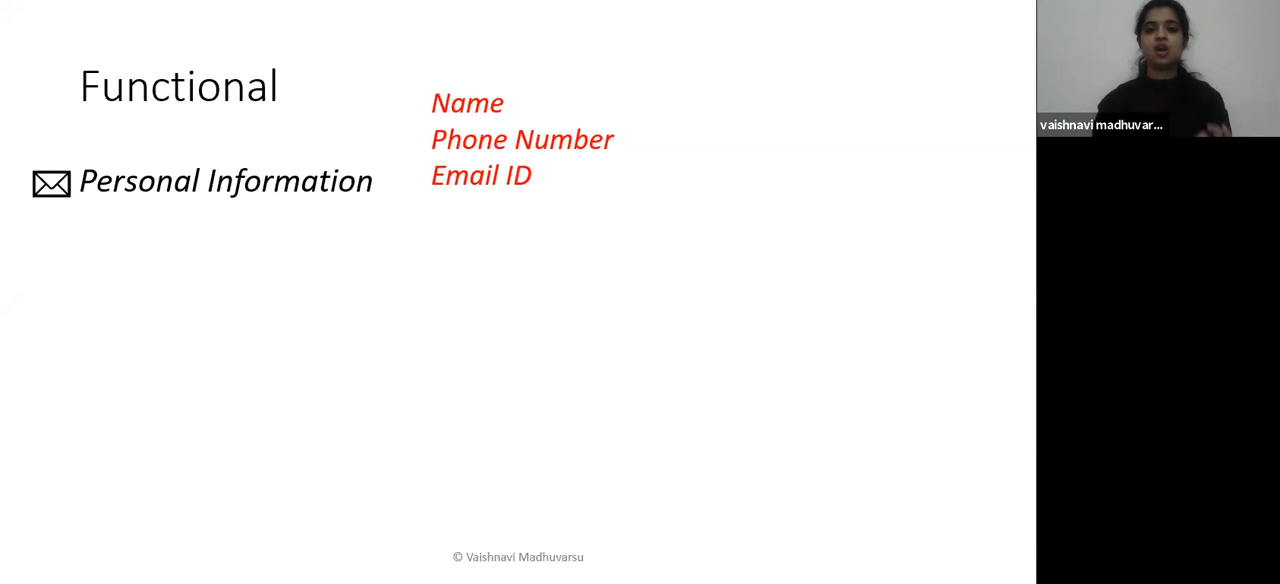 Functional
Name
Phone Number
Email ID
Personal Information
vaishnavi madhuvar...
© Vaishnavi Madhuvarsu